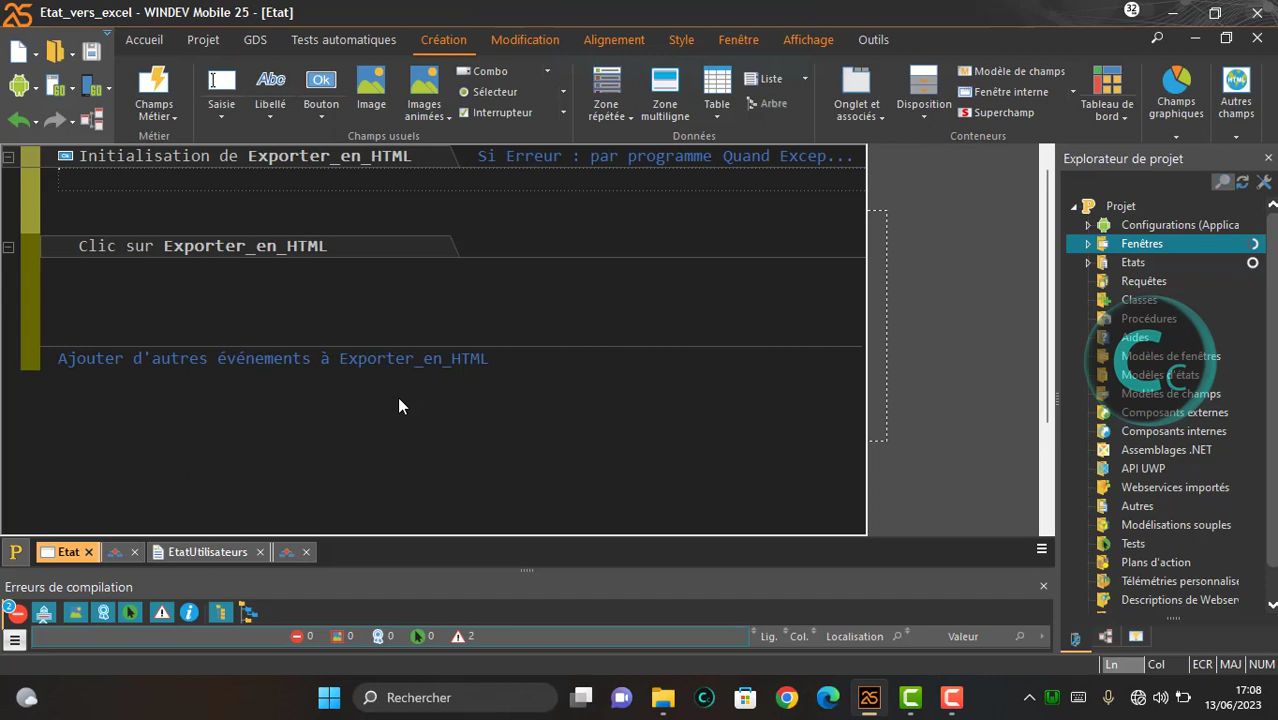 Etat_vers_excel - WINDEV Mobile 25 - [Etat]
32
Accueil Projet GDS Tests automatiques Création Modification Alignement Style Fenêtre Affichage Outils
Champs Métier
Métier
Saisie
Abc Libellé
Ok Bouton
Image
Images animées
Combo
Sélecteur
Interrupteur
Champs usuels
Zone répétée
Zone multiligne
Table
Liste
Arbre
Données
Onglet et associés
Disposition
Modèle de champs
Fenêtre interne
Superchamp
Conteneurs
Tableau de bord
Champs graphiques
HTML Autres champs
Initialisation de Exporter_en_HTML Si Erreur : par programme Quand Excep...
Clic sur Exporter_en_HTML
Ajouter d'autres événements à Exporter_en_HTML
Explorateur de projet
Projet
Configurations (Applica
Fenêtres
Etats
Requêtes
Classes
Procédures
Aides
Modèles de fenêtres
Modèles d'états
Modèles de champs
Composants externes
Composants internes
Assemblages .NET
API UWP
Webservices importés
Autres
Modélisations souples
Tests
Plans d'action
Télémétries personnalise
Descriptions de Webser
Cc
P Etat EtatUtilisateurs
Erreurs de compilation
2
0 0 0 0 2 Lig. Col. Localisation Valeur
Ln Col ECR MAJ NUM
Rechercher
17:08
13/06/2023